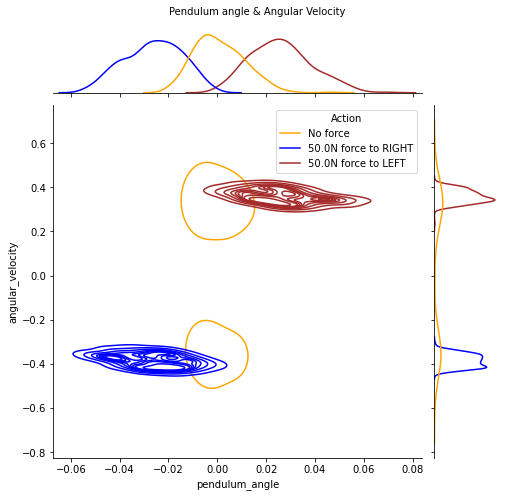 Pendulum angle & Angular Velocity
Action
No force
50.0N force to RIGHT
50.0N force to LEFT
0.6
0.4
0.2
0.0
−0.2
−0.4
−0.6
−0.8
angular_velocity
−0.06
−0.04
−0.02
0.00
0.02
0.04
0.06
0.08
pendulum_angle